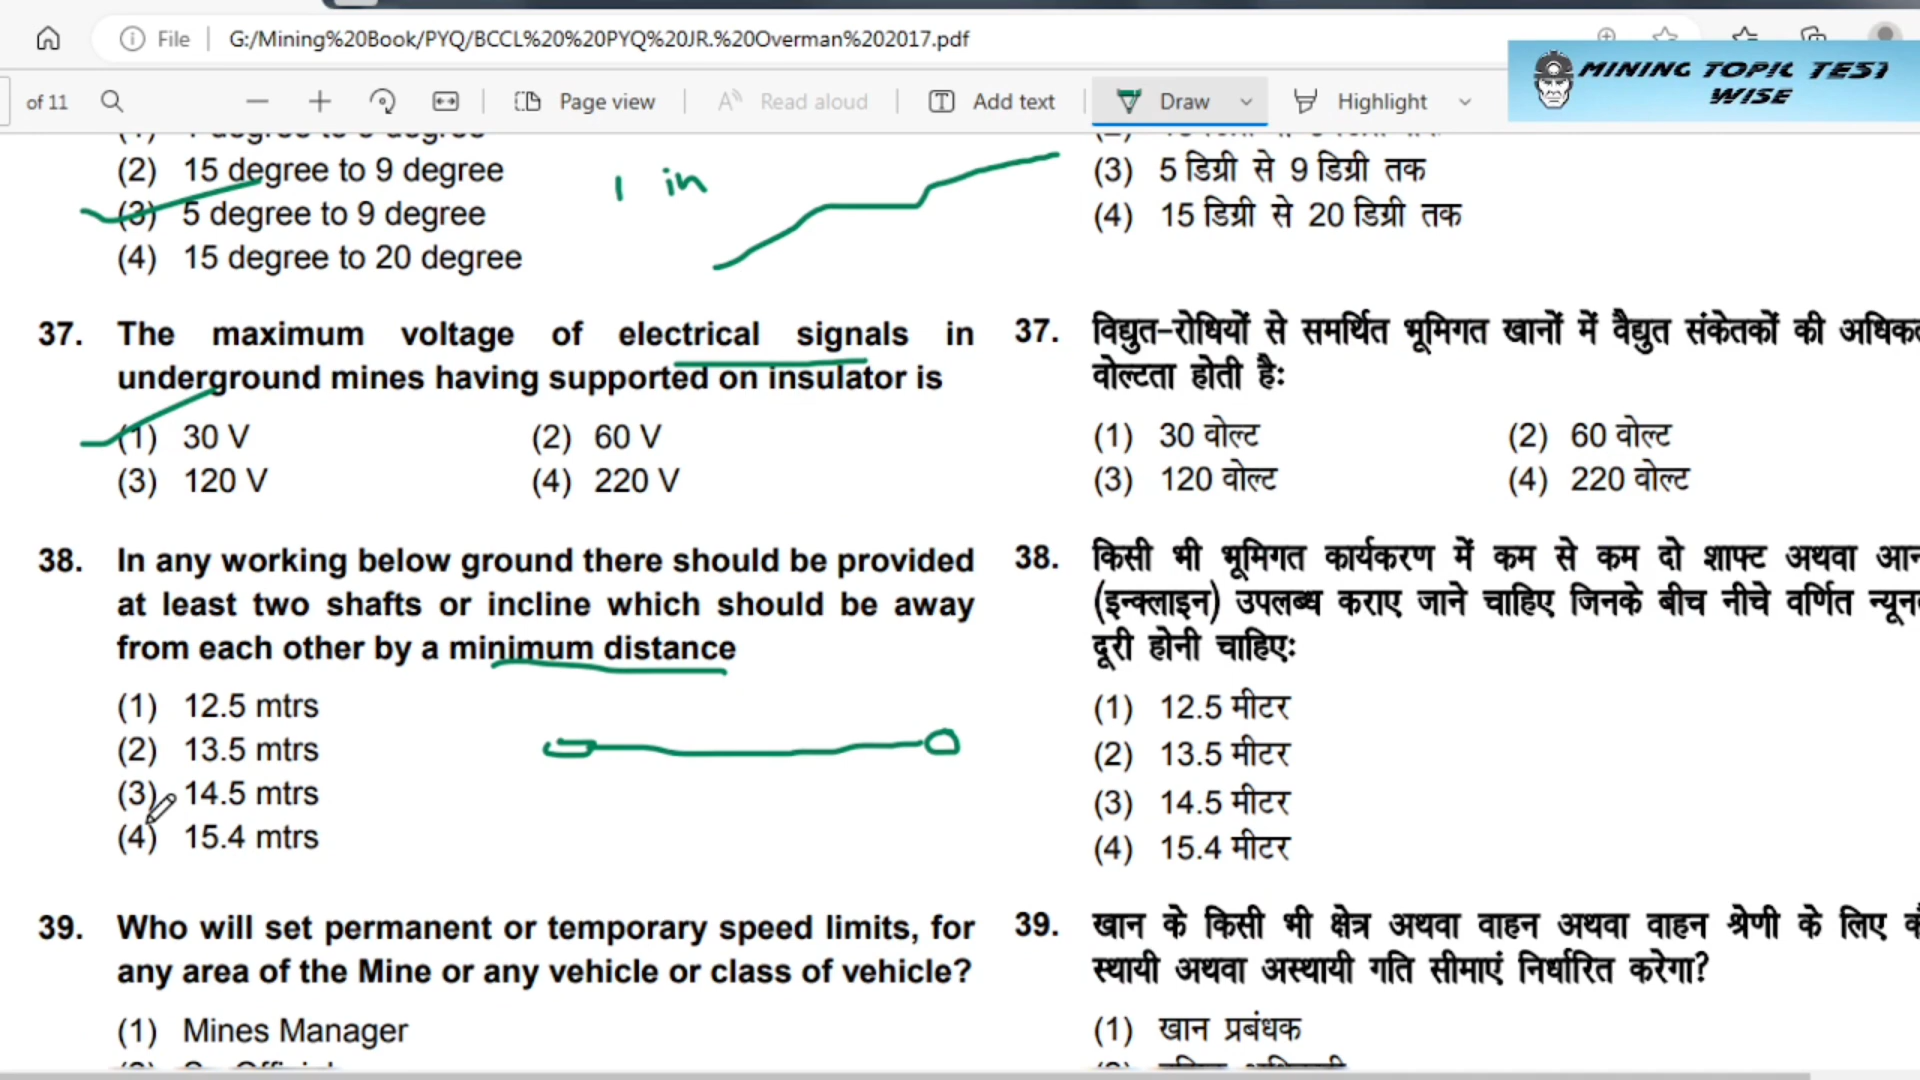 File G:/Mining%20Book/PYQ/BCCL%20%20PYQ%20JR.%20Overman%202017.pdf
MINING TOPIC TEST WISE
of 11 Page view Read aloud Add text Draw Highlight
(2) 15 degree to 9 degree
(3) 5 degree to 9 degree
(4) 15 degree to 20 degree
1 in
37. The maximum voltage of electrical signals in
underground mines having supported on insulator is
(1) 30 V (2) 60 V
(3) 120 V (4) 220 V
38. In any working below ground there should be provided
at least two shafts or incline which should be away
from each other by a minimum distance
(1) 12.5 mtrs
(2) 13.5 mtrs
(3) 14.5 mtrs
(4) 15.4 mtrs
39. Who will set permanent or temporary speed limits, for
any area of the Mine or any vehicle or class of vehicle?
(1) Mines Manager
(3) 5 डिग्री से 9 डिग्री तक
(4) 15 डिग्री से 20 डिग्री तक
37. विद्युत-रोधियों से समर्थित भूमिगत खानों में वैद्युत संकेतकों की
वोल्टता होती है:
(1) 30 वोल्ट (2) 60 वोल्ट
(3) 120 वोल्ट (4) 220 वोल्ट
38. किसी भी भूमिगत कार्यकरण में कम से कम दो शाफ्ट अथवा
(इन्क्लाइन) उपलब्ध कराए जाने चाहिए जिनके बीच नीचे वर्णित
दूरी होनी चाहिए:
(1) 12.5 मीटर
(2) 13.5 मीटर
(3) 14.5 मीटर
(4) 15.4 मीटर
39. खान के किसी भी क्षेत्र अथवा वाहन अथवा वाहन श्रेणी के लिए
स्थायी अथवा अस्थायी गति सीमाएं निर्धारित करेगा?
(1) खान प्रबंधक